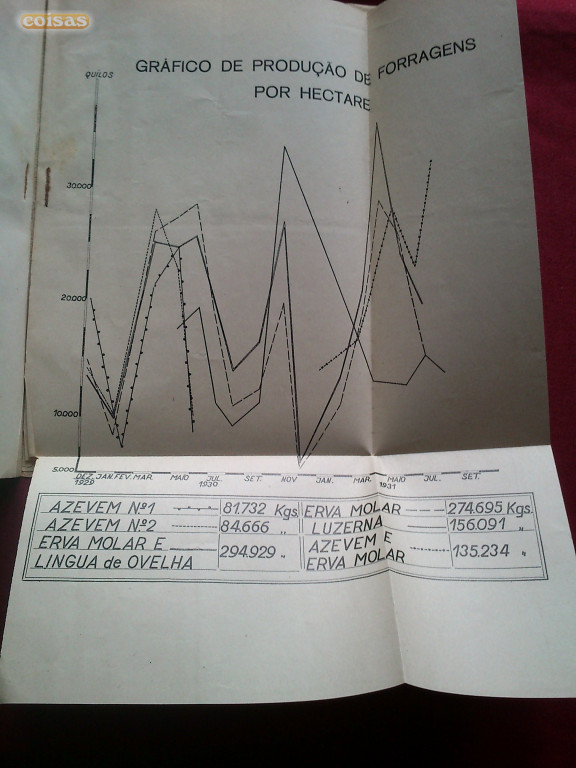 coisas
GRÁFICO DE PRODUÇÃO DE FORRAGENS
POR HECTARE
QUILOS
30.000
20.000
10.000
5.000
DEZ. JAN. FEV. MAR. MAIO JUL. SET. NOV JAN. MAR. MAIO JUL. SET.
1929 1930 1931
AZEVEM Nº1 81732 Kgs. ERVA MOLAR 274.695 Kgs.
AZEVEM Nº2 84.666 „ LUZERNA 156.091 „
ERVA MOLAR E
LINGUA de OVELHA 294.929 „
AZEVEM E
ERVA MOLAR 135.234 „